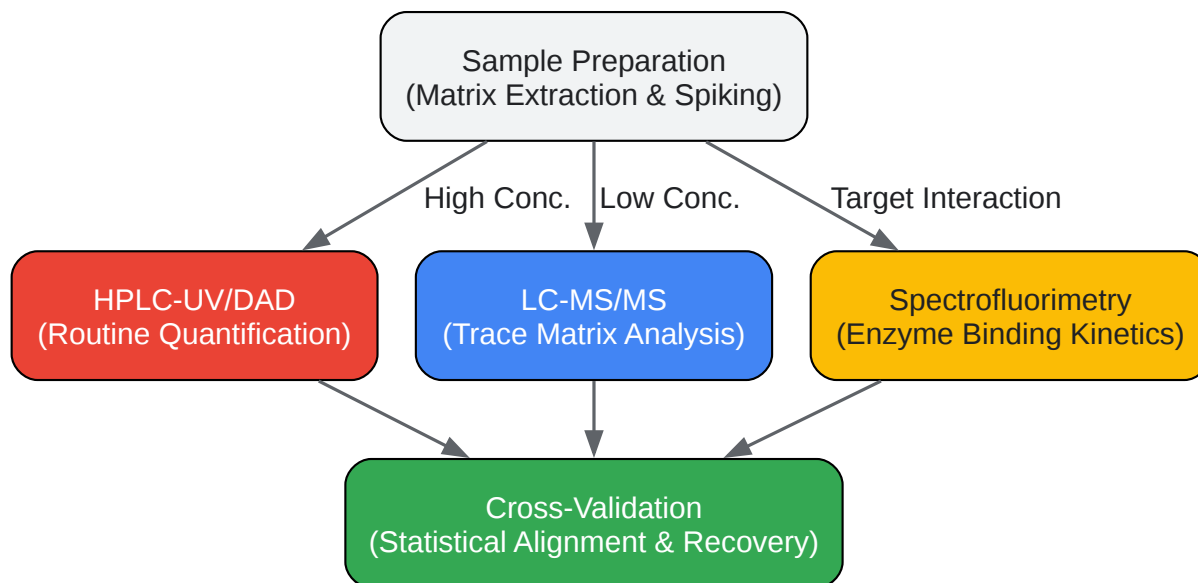 Sample Preparation
(Matrix Extraction & Spiking)
High Conc.
Low Conc.
Target Interaction
HPLC-UV/DAD
(Routine Quantification)
LC-MS/MS
(Trace Matrix Analysis)
Spectrofluorimetry
(Enzyme Binding Kinetics)
Cross-Validation
(Statistical Alignment & Recovery)